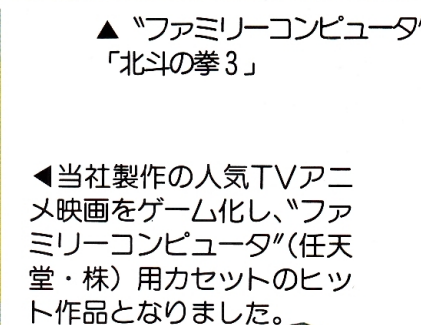 ▲〝ファミリーコンピュータ〟
「北斗の拳3」
◀当社製作の人気TVアニ
メ映画をゲーム化し、〝ファ
ミリーコンピュータ〟(任天
堂・株)用カセットのヒッ
ト作品となりました。